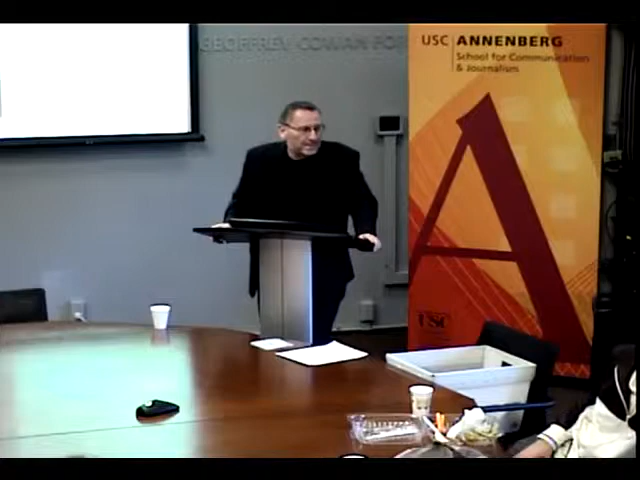 GEOFFREY COWAN FO
USC ANNENBERG
School for Communication
& Journalism
USC